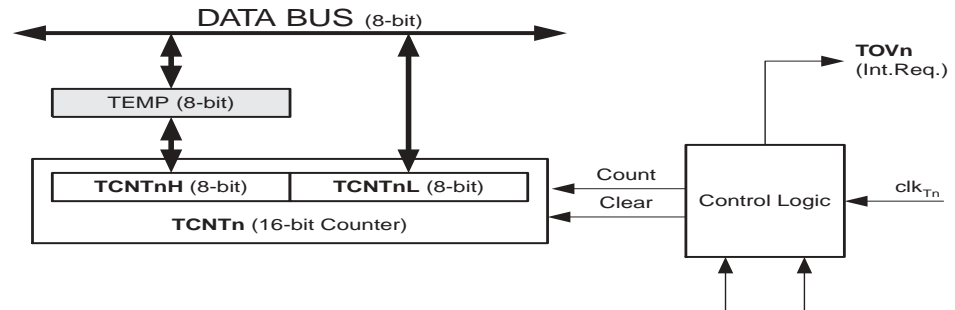 DATA BUS (8-bit)
TOVn
(Int.Req.)
TEMP (8-bit)
TCNTnH (8-bit) TCNTnL (8-bit)
TCNTn (16-bit Counter)
Count
Clear
Control Logic
clkTn